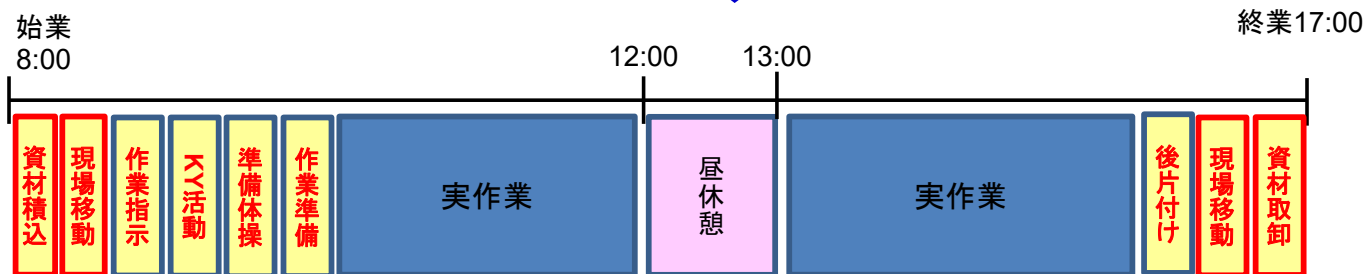 始業
8:00
12:00
13:00
終業17:00
資材積込
現場移動
作業指示
KY活動
準備体操
作業準備
実作業
昼休憩
実作業
後片付け
現場移動
資材取卸